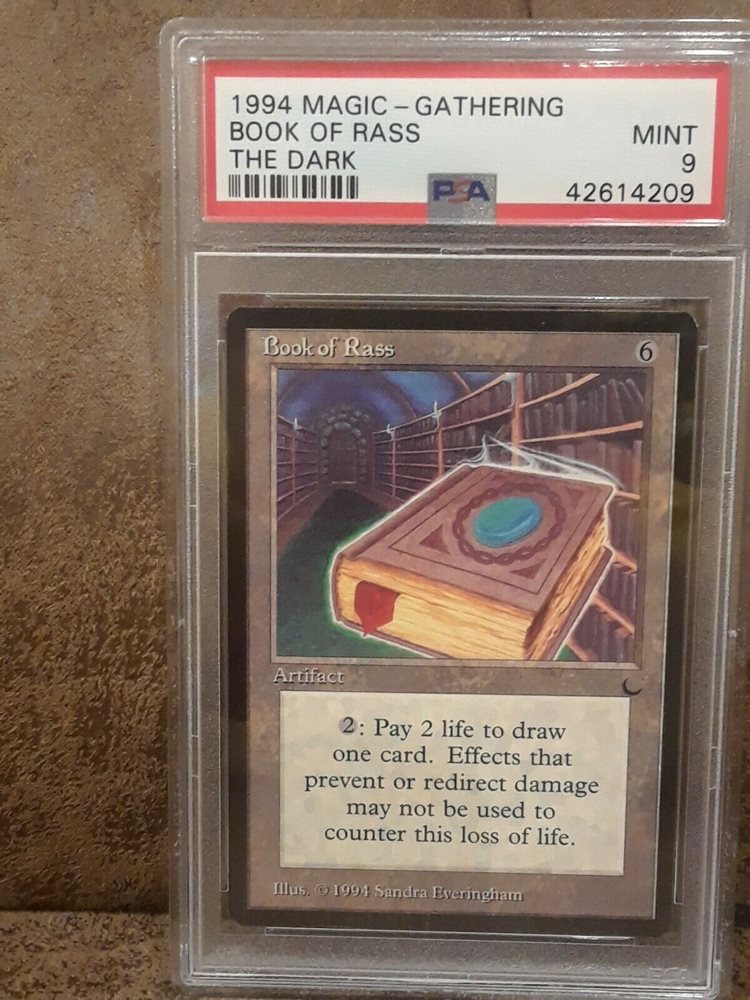 1994 MAGIC – GATHERING
BOOK OF RASS MINT
THE DARK 9
PSA 42614209
Book of Rass 6
Artifact
2: Pay 2 life to draw
one card. Effects that
prevent or redirect damage
may not be used to
counter this loss of life.
Illus. © 1994 Sandra Everingham